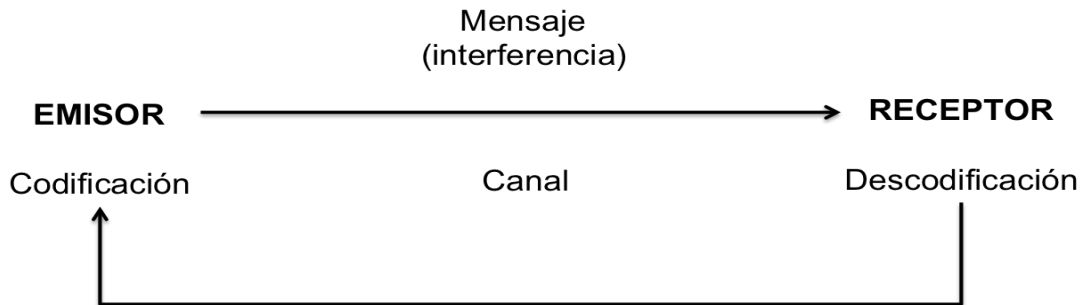 Mensaje
(interferencia)
EMISOR
RECEPTOR
Codificación
Canal
Descodificación